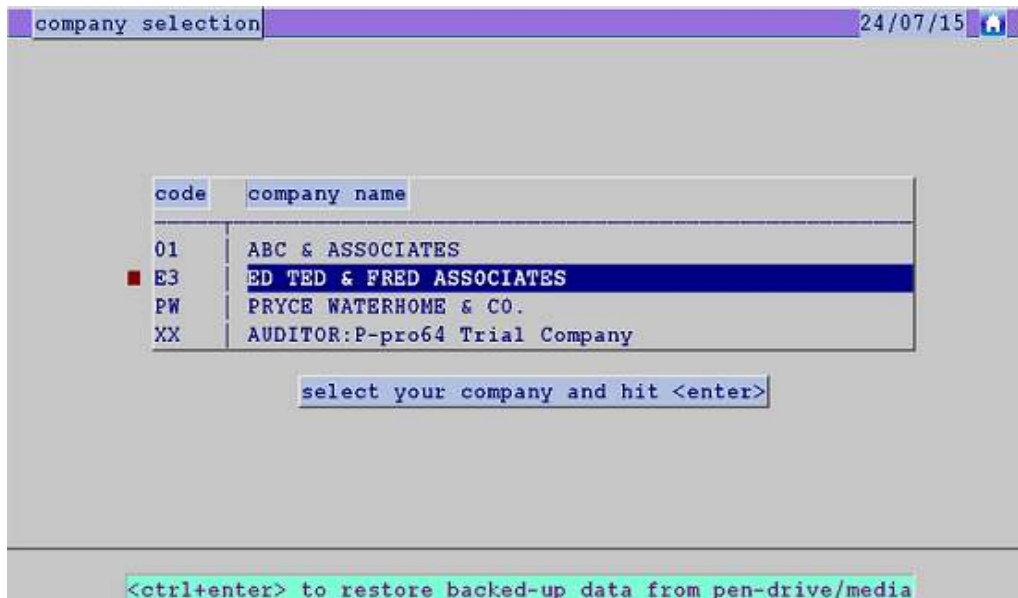 company selection 24/07/15
code company name
01 ABC & ASSOCIATES
E3 ED TED & FRED ASSOCIATES
PW PRYCE WATERHOME & CO.
XX AUDITOR:P-pro64 Trial Company
select your company and hit <enter>
<ctrl+enter> to restore backed-up data from pen-drive/media